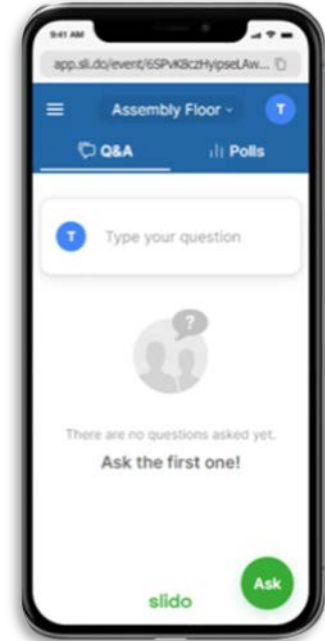 9:41 AM
app.sli.do/event/6SPvK8czHyipseLAw...
Assembly Floor
T
Q&A
Polls
T
Type your question
?
There are no questions asked yet.
Ask the first one!
Ask
slido